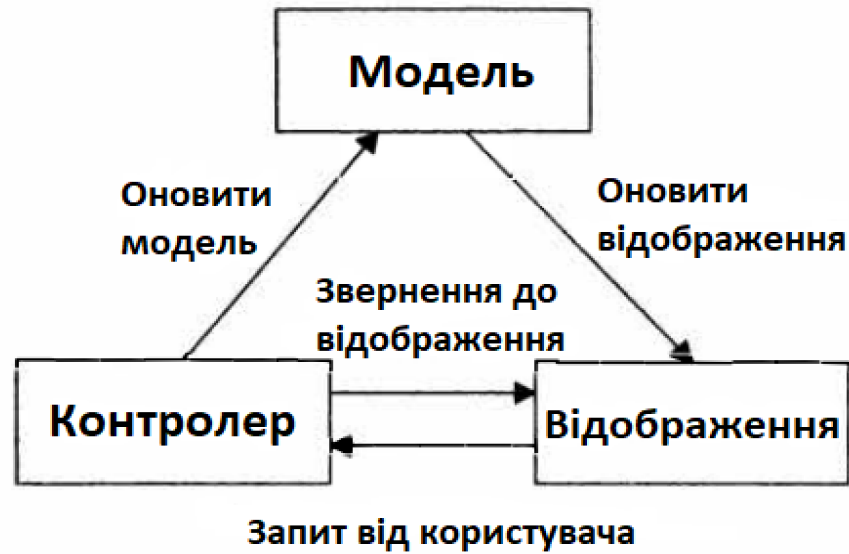 Модель
Оновити
модель
Оновити
відображення
Звернення до
відображення
Контролер
Відображення
Запит від користувача